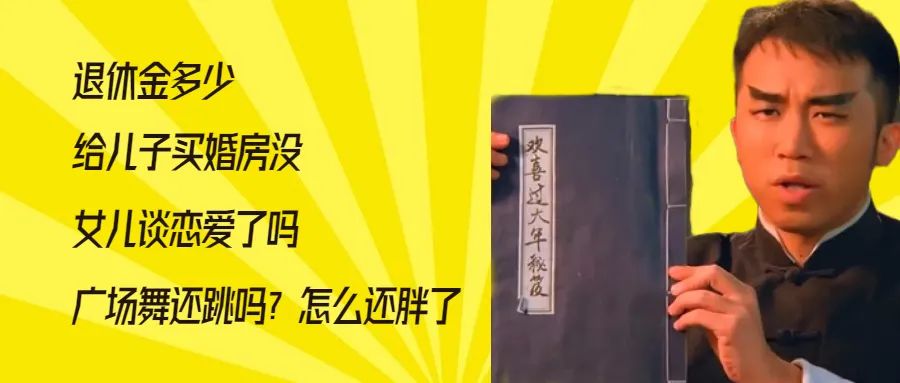 退休金多少
给儿子买婚房没
女儿谈恋爱了吗
广场舞还跳吗？怎么还胖了
欢喜过大年秘笈